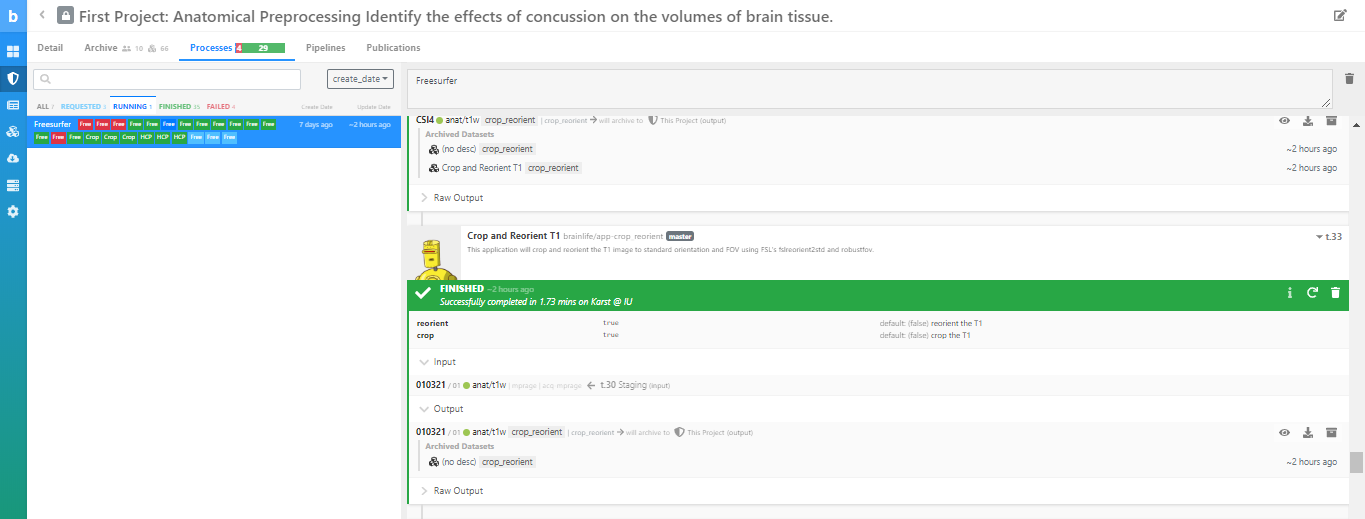 b
First Project: Anatomical Preprocessing Identify the effects of concussion on the volumes of brain tissue.
Detail Archive 10 66 Processes 4 29 Pipelines Publications
create_date
ALL 7 REQUESTED 3 RUNNING 1 FINISHED 25 FAILED 4 Create Date Update Date
Freesurfer Free Free Free Free Free Free Free Free Free Free Free Free 7 days ago ~2 hours ago
Free Free Free Crop Crop Crop HCP HCP HCP Free Free Free
Freesurfer
CSI4 anat/t1w crop_reorient | crop_reorient → will archive to This Project (output)
Archived Datasets
(no desc) crop_reorient ~2 hours ago
Crop and Reorient T1 crop_reorient ~2 hours ago
Raw Output
Crop and Reorient T1 brainlife/app-crop_reorient master t.33
This application will crop and reorient the T1 image to standard orientation and FOV using FSL's fslreorient2std and robustfov.
FINISHED ~2 hours ago
Successfully completed in 1.73 mins on Karst @ IU
reorient true default: (false) reorient the T1
crop true default: (false) crop the T1
Input
010321 / 01 anat/t1w | mprage | acq-mprage ← t.30 Staging (input)
Output
010321 / 01 anat/t1w crop_reorient | crop_reorient → will archive to This Project (output)
Archived Datasets
(no desc) crop_reorient ~2 hours ago
Raw Output